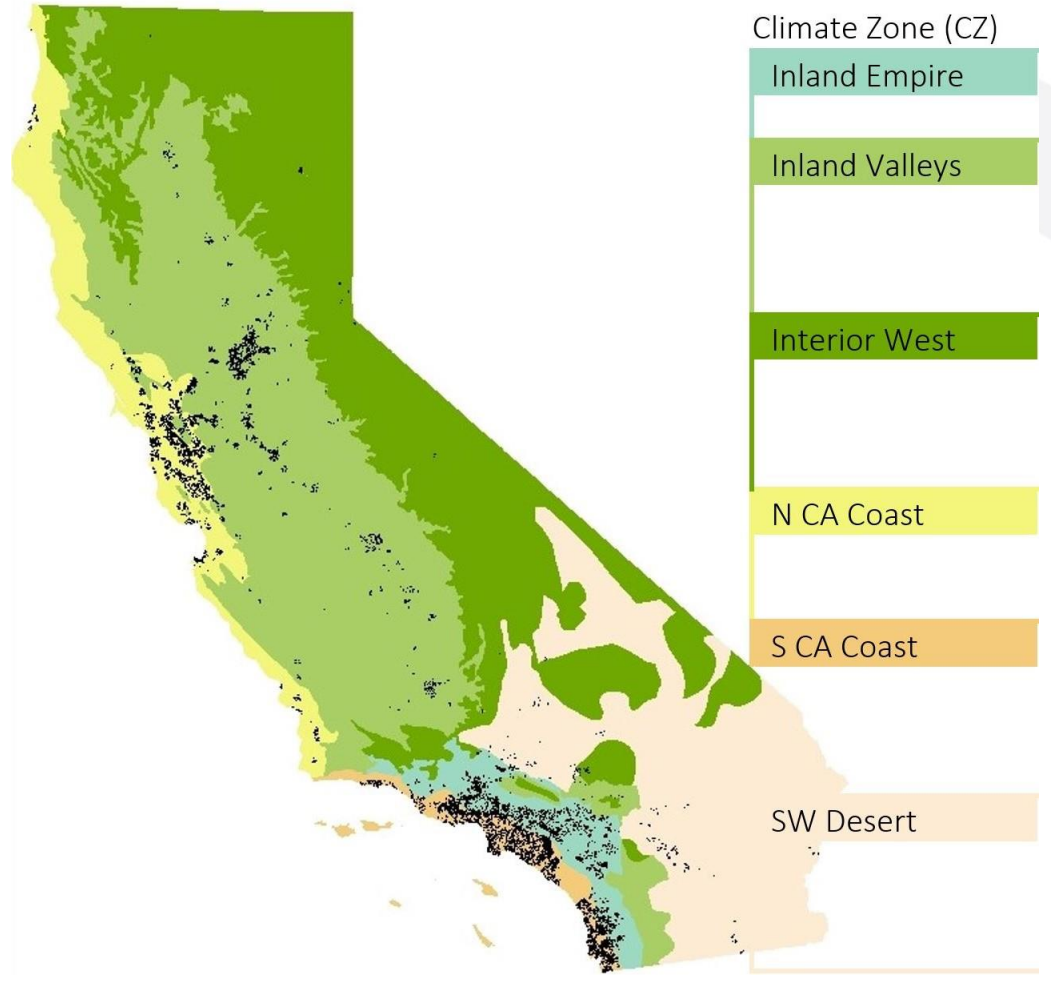 Climate Zone (CZ)
Inland Empire
Inland Valleys
Interior West
N CA Coast
S CA Coast
SW Desert